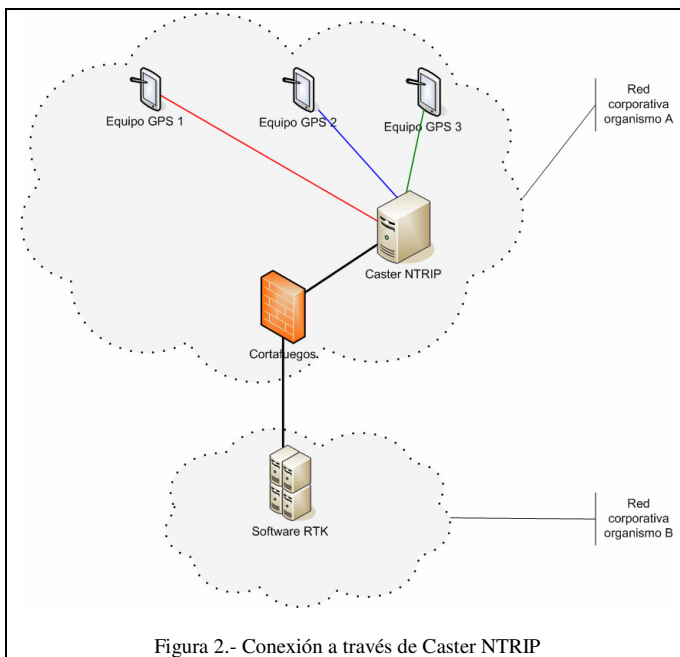 Equipo GPS 1
Equipo GPS 2
Equipo GPS 3
Red
corporativa
organismo A
Caster NTRIP
Cortafuegos.
Software RTK
Red
corporativa
organismo B
Figura 2.- Conexión a través de Caster NTRIP